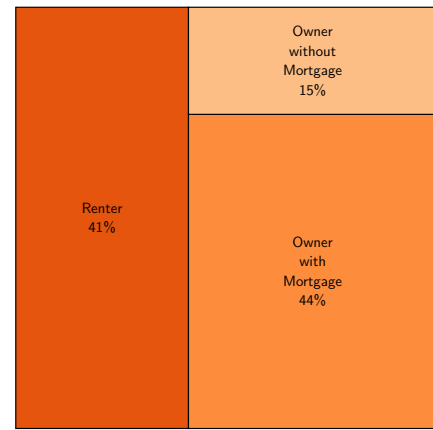 Owner
without
Mortgage
15%
Renter
41%
Owner
with
Mortgage
44%